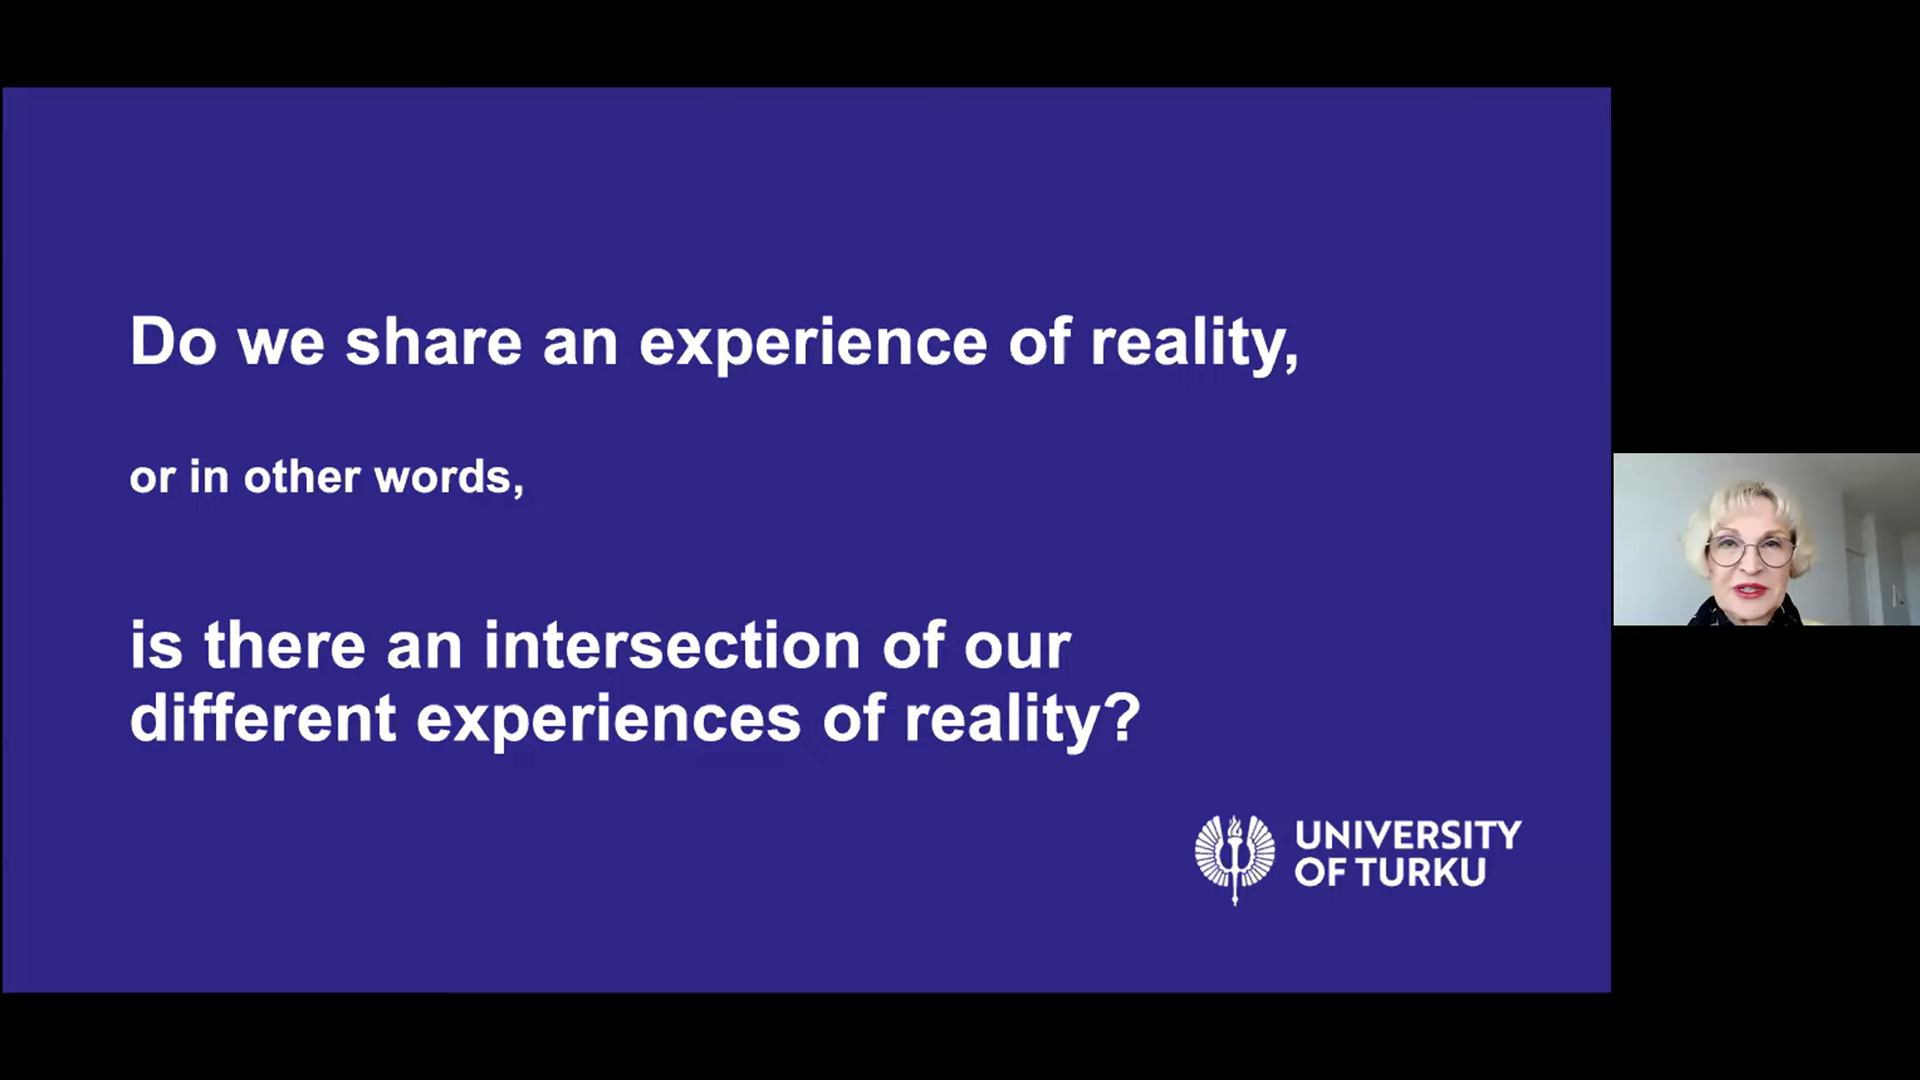 Do we share an experience of reality,
or in other words,
is there an intersection of our
different experiences of reality?
UNIVERSITY
OF TURKU